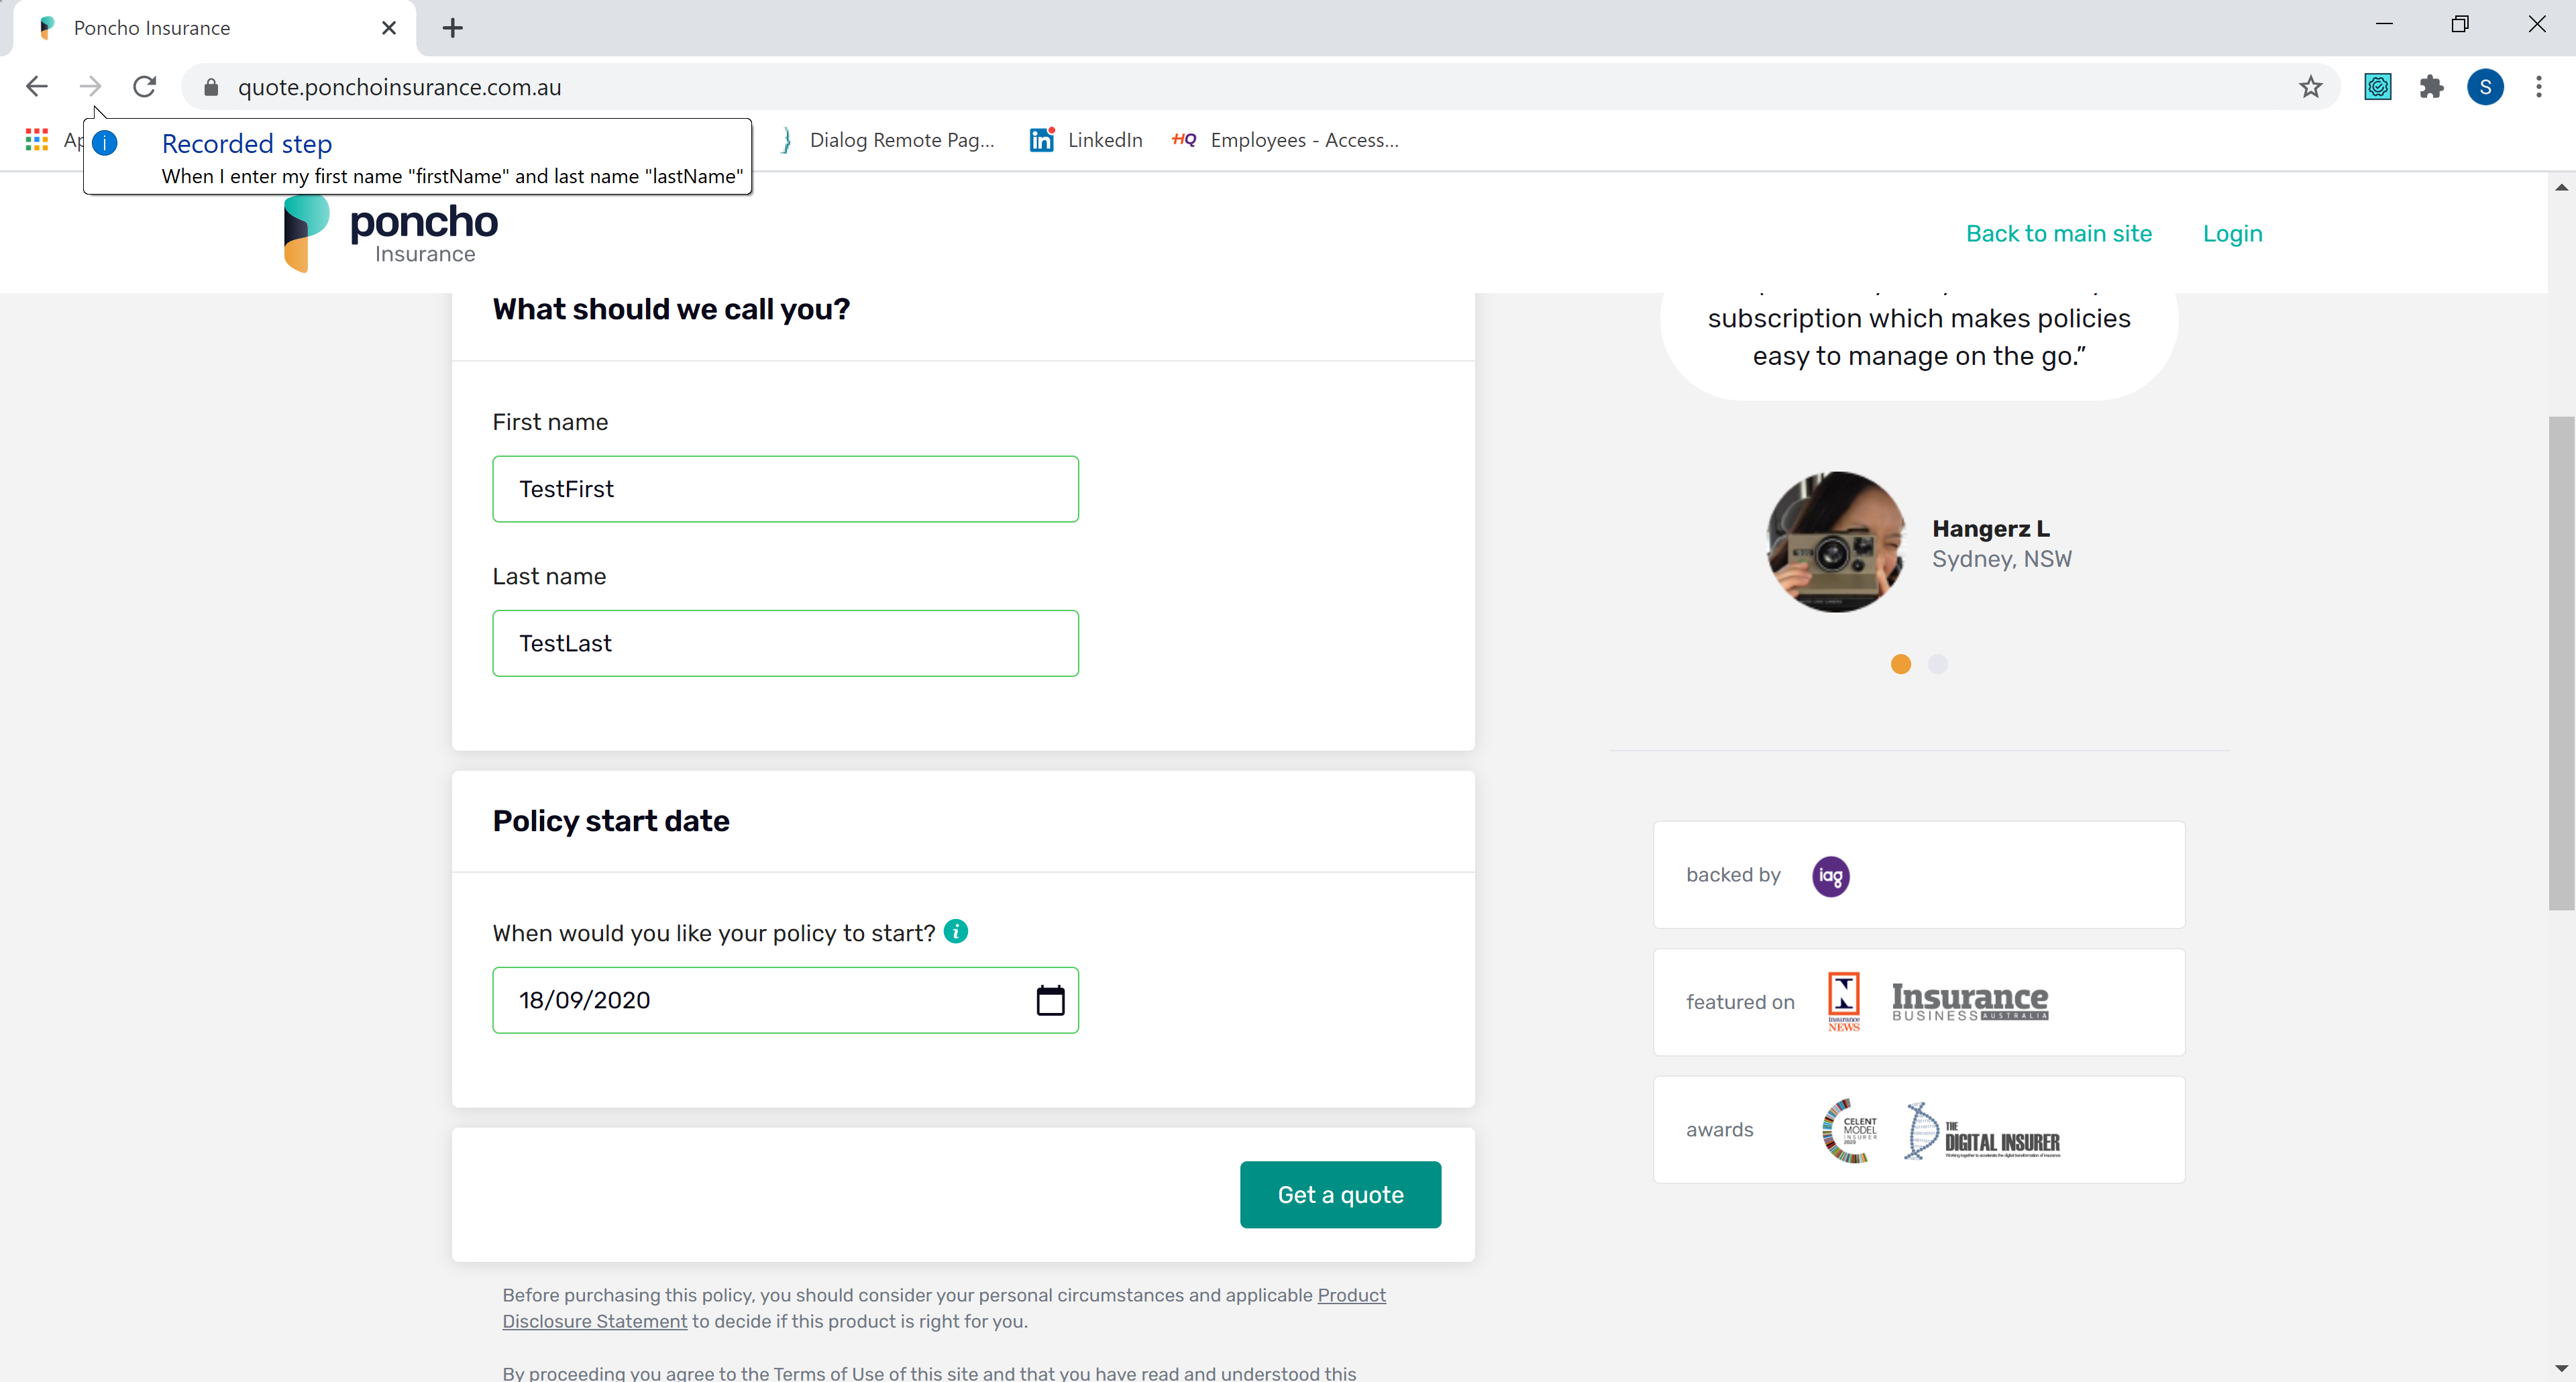 Poncho Insurance
quote.ponchoinsurance.com.au
S
Recorded step
When I enter my first name "firstName" and last name "lastName"
Dialog Remote Pag...
LinkedIn
HQ Employees - Access...
poncho
Insurance
Back to main site
Login
What should we call you?
First name
TestFirst
Last name
TestLast
Policy start date
When would you like your policy to start?
18/09/2020
Get a quote
Before purchasing this policy, you should consider your personal circumstances and applicable Product
Disclosure Statement to decide if this product is right for you.
By proceeding you agree to the Terms of Use of this site and that you have read and understood this
subscription which makes policies
easy to manage on the go.”
Hangerz L
Sydney, NSW
backed by
iag
featured on
Insurance
NEWS
Insurance
BUSINESS AUSTRALIA
awards
CELENT
MODEL
INSURER
2020
THE
DIGITAL INSURER